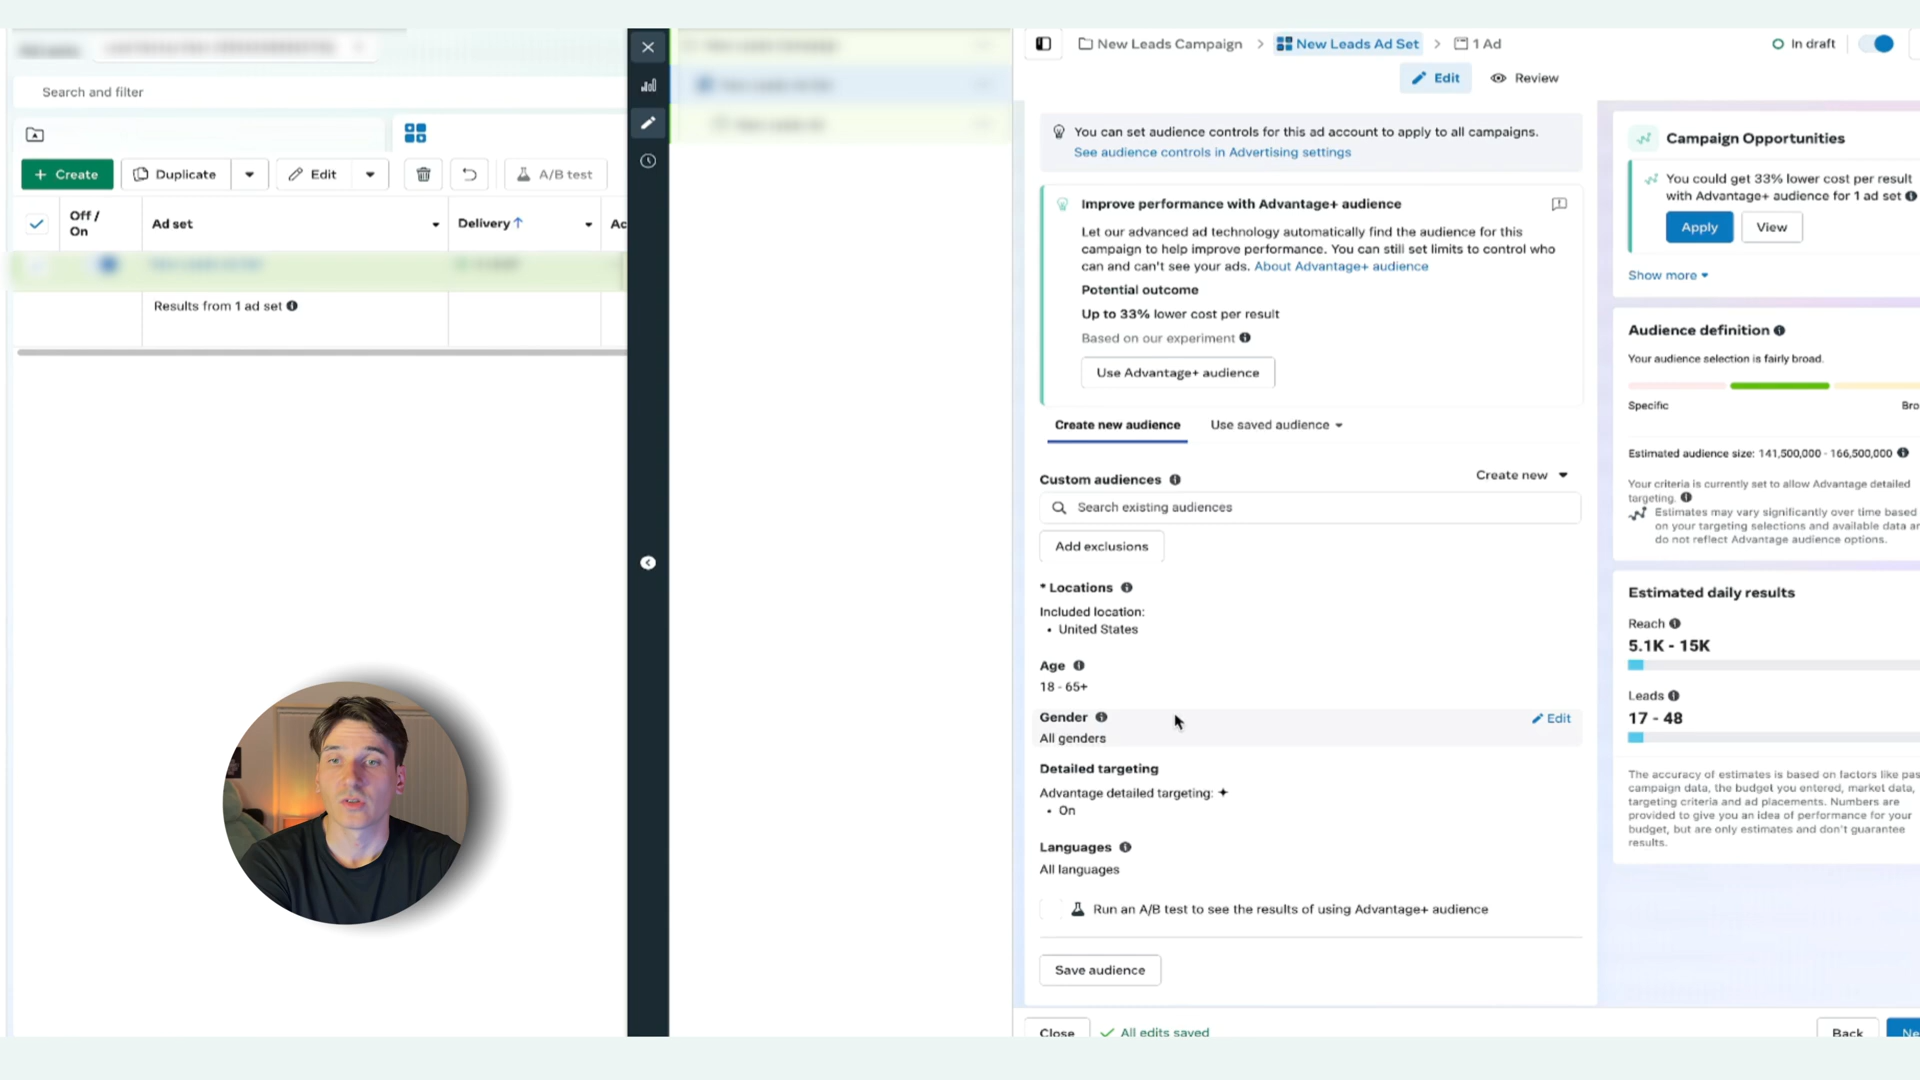 Search and filter
+ Create
Duplicate
Edit
A/B test
Off / On
Ad set
Delivery ↑
Ac
Results from 1 ad set
New Leads Campaign > New Leads Ad Set > 1 Ad
In draft
Edit
Review
You can set audience controls for this ad account to apply to all campaigns.
See audience controls in Advertising settings
Improve performance with Advantage+ audience
Let our advanced ad technology automatically find the audience for this
campaign to help improve performance. You can still set limits to control who
can and can't see your ads. About Advantage+ audience
Potential outcome
Up to 33% lower cost per result
Based on our experiment
Use Advantage+ audience
Create new audience
Use saved audience
Custom audiences
Create new
Search existing audiences
Add exclusions
* Locations
Included location:
• United States
Age
18 - 65+
Gender
Edit
All genders
Detailed targeting
Advantage detailed targeting:
• On
Languages
All languages
Run an A/B test to see the results of using Advantage+ audience
Save audience
Close
All edits saved
Back
Ne
Campaign Opportunities
You could get 33% lower cost per result
with Advantage+ audience for 1 ad set
Apply
View
Show more
Audience definition
Your audience selection is fairly broad.
Specific
Bro
Estimated audience size: 141,500,000 - 166,500,000
Your criteria is currently set to allow Advantage detailed
targeting.
Estimates may vary significantly over time based
on your targeting selections and available data an
do not reflect Advantage audience options.
Estimated daily results
Reach
5.1K - 15K
Leads
17 - 48
The accuracy of estimates is based on factors like pas
campaign data, the budget you entered, market data,
targeting criteria and ad placements. Numbers are
provided to give you an idea of performance for your
budget, but are only estimates and don't guarantee
results.